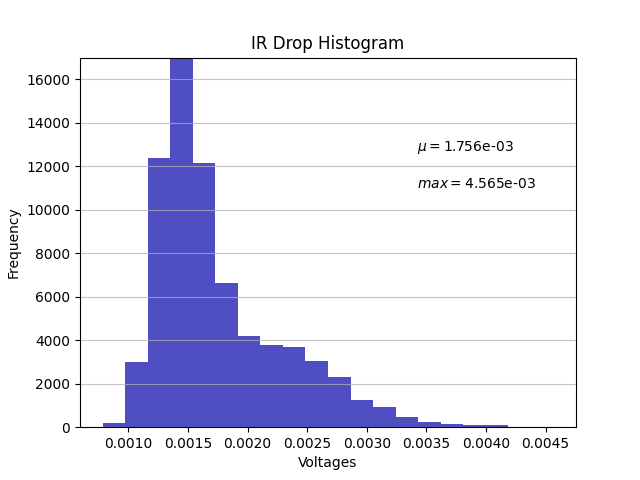 IR Drop Histogram
16000
14000
12000
10000
8000
6000
4000
2000
0
Frequency
μ = 1.756e-03
max = 4.565e-03
0.0010 0.0015 0.0020 0.0025 0.0030 0.0035 0.0040 0.0045
Voltages